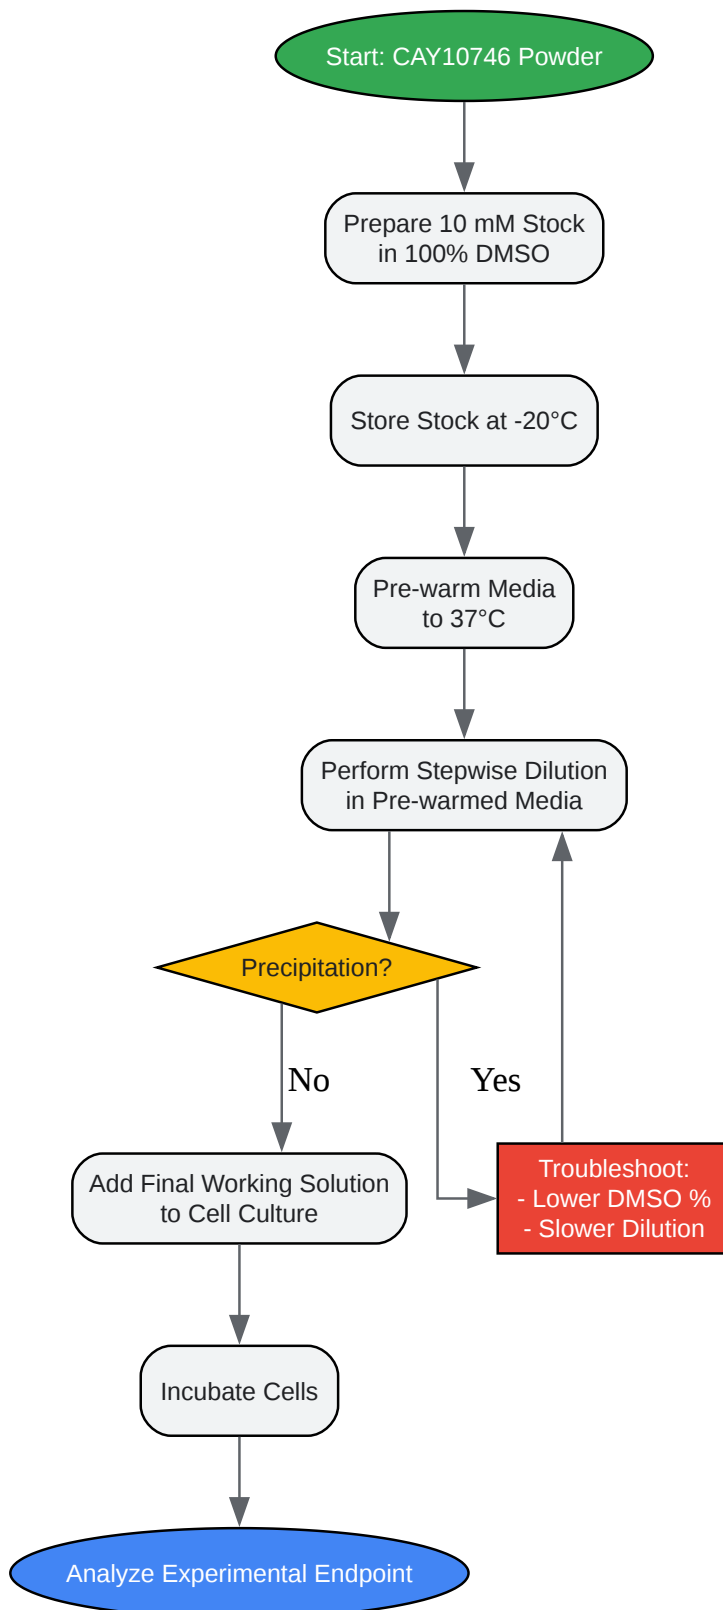 Start: CAY10746 Powder
Prepare 10 mM Stock
in 100% DMSO
Store Stock at -20°C
Pre-warm Media
to 37°C
Perform Stepwise Dilution
in Pre-warmed Media
Precipitation?
No
Yes
Add Final Working Solution
to Cell Culture
Troubleshoot:
- Lower DMSO %
- Slower Dilution
Incubate Cells
Analyze Experimental Endpoint